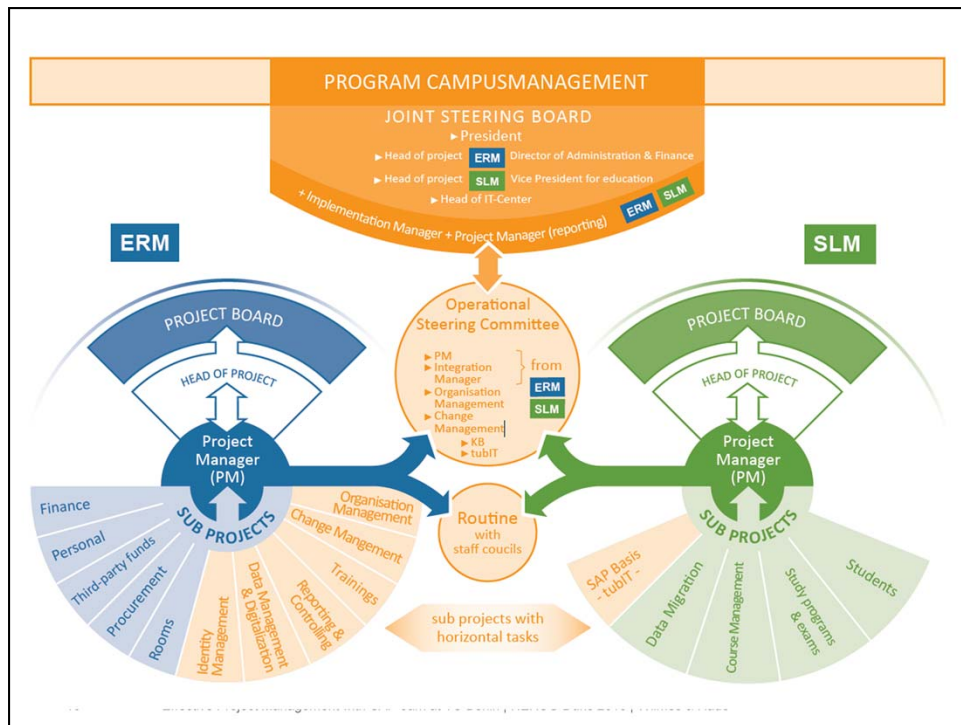 PROGRAM CAMPUSMANAGEMENT
JOINT STEERING BOARD
▸President
▸ Head of project ERM Director of Administration & Finance
▸ Head of project SLM Vice President for education
▸ Head of IT-Center
+ Implementation Manager + Project Manager (reporting) ERM SLM
ERM
SLM
PROJECT BOARD
HEAD OF PROJECT
Project
Manager
(PM)
SUB PROJECTS
Finance
Personal
Third-party funds
Procurement
Rooms
Identity
Management
Data Management
& Digitalization
Reporting &
Controlling
Trainings
Change Mangement
Organisation
Management
Operational
Steering Committee
▸ PM
▸ Integration
Manager
from
ERM
SLM
▸ Organisation
Management
▸ Change
Management
▸ KB
▸ tubIT
Routine
with
staff coucils
sub projects with
horizontal tasks
PROJECT BOARD
HEAD OF PROJECT
Project
Manager
(PM)
SUB PROJECTS
SAP Basis
- tubIT -
Data Migration
Course Management
Study programs
& exams
Students